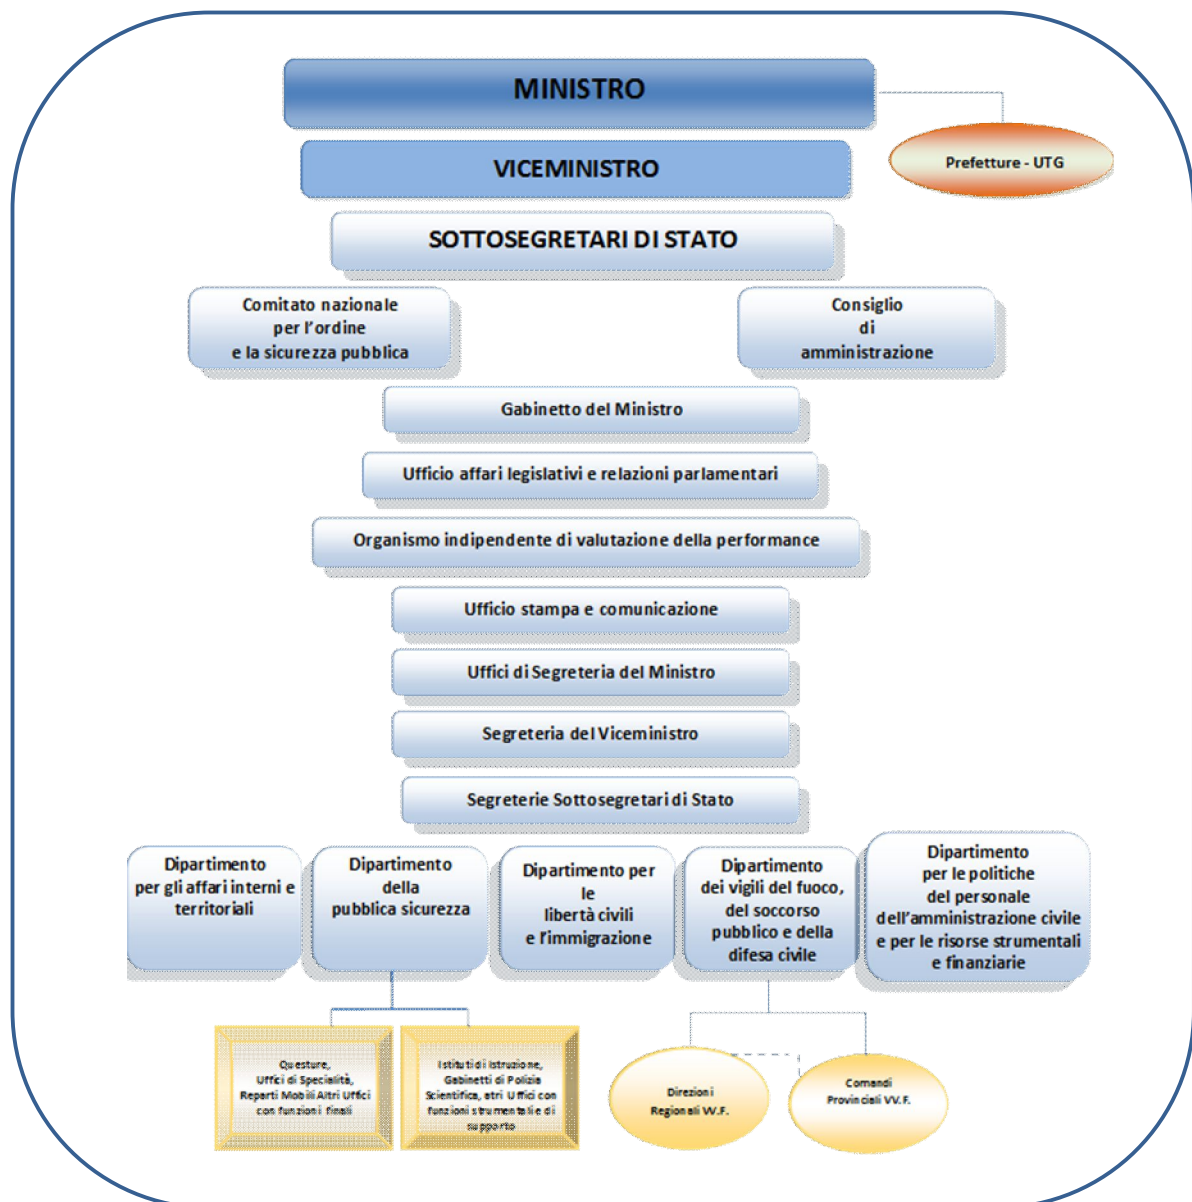 MINISTRO
Prefetture - UTG
VICEMINISTRO
SOTTOSEGRETARI DI STATO
Comitato nazionale
per l'ordine
e la sicurezza pubblica
Consiglio
di
amministrazione
Gabinetto del Ministro
Ufficio affari legislativi e relazioni parlamentari
Organismo indipendente di valutazione della performance
Ufficio stampa e comunicazione
Uffici di Segreteria del Ministro
Segreteria del Viceministro
Segreterie Sottosegretari di Stato
Dipartimento
per gli affari interni e
territoriali
Dipartimento
della
pubblica sicurezza
Dipartimento per
le
libertà civili
e l'immigrazione
Dipartimento
dei vigili del fuoco,
del soccorso
pubblico e della
difesa civile
Dipartimento
per le politiche
del personale
dell'amministrazione civile
e per le risorse strumentali
e finanziarie
Questure,
Uffici di Specialità,
Reparti Mobili Altri Uffici
con funzioni finali
Istituti di Istruzione,
Gabinetti di Polizia
Scientifica, atri Uffici con
funzioni strumentali e di
supporto
Direzioni
Regionali VV.F.
Comandi
Provinciali VV.F.